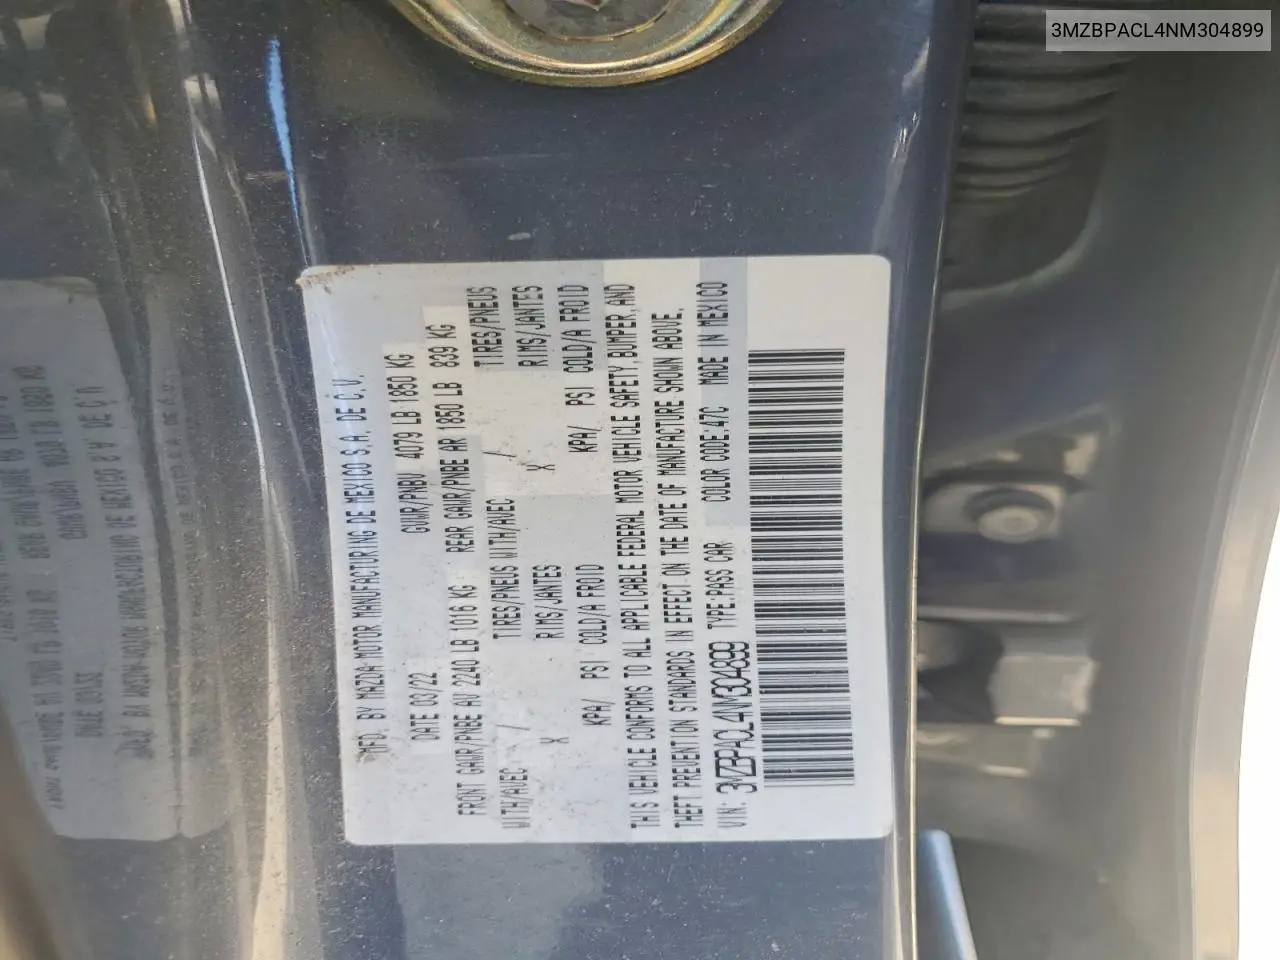 3MZBPACL4NM304899
MFD. BY MAZDA MOTOR MANUFACTURING DE MEXICO S.A. DE C.V.
DATE 03/22 GVWR/PNBV 4079 LB 1850 KG
FRONT GAWR/PNBE AV 2240 LB 1016 KG REAR GAWR/PNBE AR 1850 LB 839 KG
WITH/AVEC / TIRES/PNEUS WITH/AVEC / TIRES/PNEUS
X RIMS/JANTES X RIMS/JANTES
KPA/ PSI COLD/A FROID KPA/ PSI COLD/A FROID
THIS VEHICLE CONFORMS TO ALL APPLICABLE FEDERAL MOTOR VEHICLE SAFETY, BUMPER, AND
THEFT PREVENTION STANDARDS IN EFFECT ON THE DATE OF MANUFACTURE SHOWN ABOVE.
VIN: 3MZBPACL4NM304899 TYPE:PASS CAR COLOR CODE:47C MADE IN MEXICO